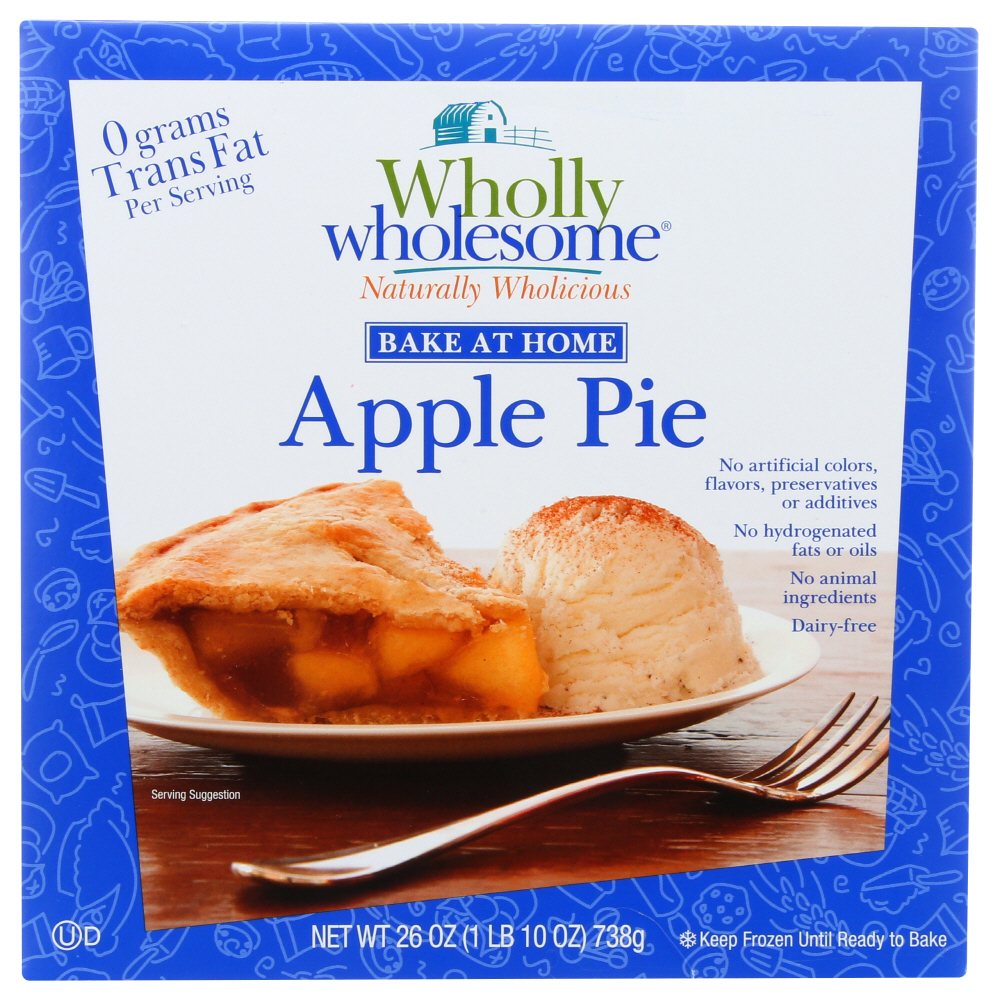 0 grams
Trans Fat
Per Serving
Wholly
wholesome®
Naturally Wholicious
BAKE AT HOME
Apple Pie
No artificial colors,
flavors, preservatives
or additives
No hydrogenated
fats or oils
No animal
ingredients
Dairy-free
Serving Suggestion
UD
NET WT 26 OZ (1 LB 10 OZ) 738g
Keep Frozen Until Ready to Bake